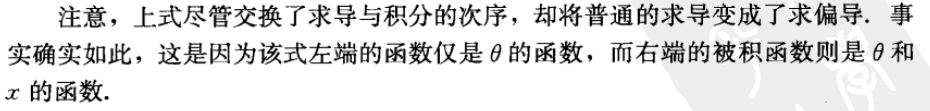 注意，上式尽管交换了求导与积分的次序，却将普通的求导变成了求偏导．事
实确实如此，这是因为该式左端的函数仅是 θ 的函数，而右端的被积函数则是 θ 和
x 的函数．